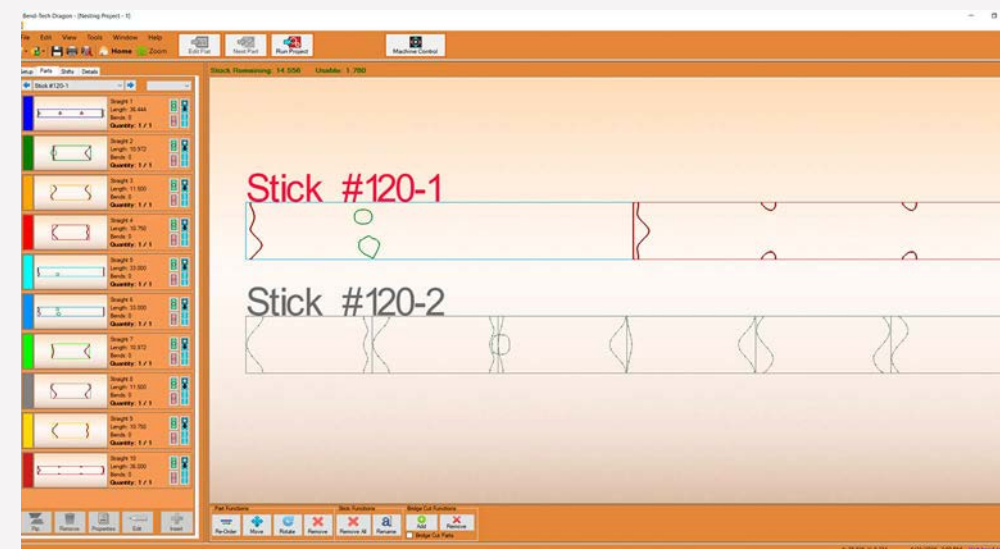 Bend-Tech Dragon - [Nesting Project - 1]
File Edit View Tools Window Help
Home Zoom
Edit Flat
Next Part
Run Project
Machine Control
Setup Parts Shifts Details
Stock Remaining: 14.556 Usable: 1.780
Stick #120-1
Straight 1
Length: 36.444
Bends: 0
Quantity: 1 / 1
Straight 2
Length: 10.972
Bends: 0
Quantity: 1 / 1
Straight 3
Length: 11.500
Bends: 0
Quantity: 1 / 1
Straight 4
Length: 10.750
Bends: 0
Quantity: 1 / 1
Straight 5
Length: 33.000
Bends: 0
Quantity: 1 / 1
Straight 6
Length: 33.000
Bends: 0
Quantity: 1 / 1
Straight 7
Length: 10.972
Bends: 0
Quantity: 1 / 1
Straight 8
Length: 11.500
Bends: 0
Quantity: 1 / 1
Straight 9
Length: 10.750
Bends: 0
Quantity: 1 / 1
Straight 10
Length: 36.000
Bends: 0
Quantity: 1 / 1
Flip Remove Properties Edit Insert
Stick #120-1
Stick #120-2
Part Functions
Re-Order Move Rotate Remove
Stick Functions
Remove All Rename
Bridge Cut Functions
Add Remove
Bridge Cut Parts